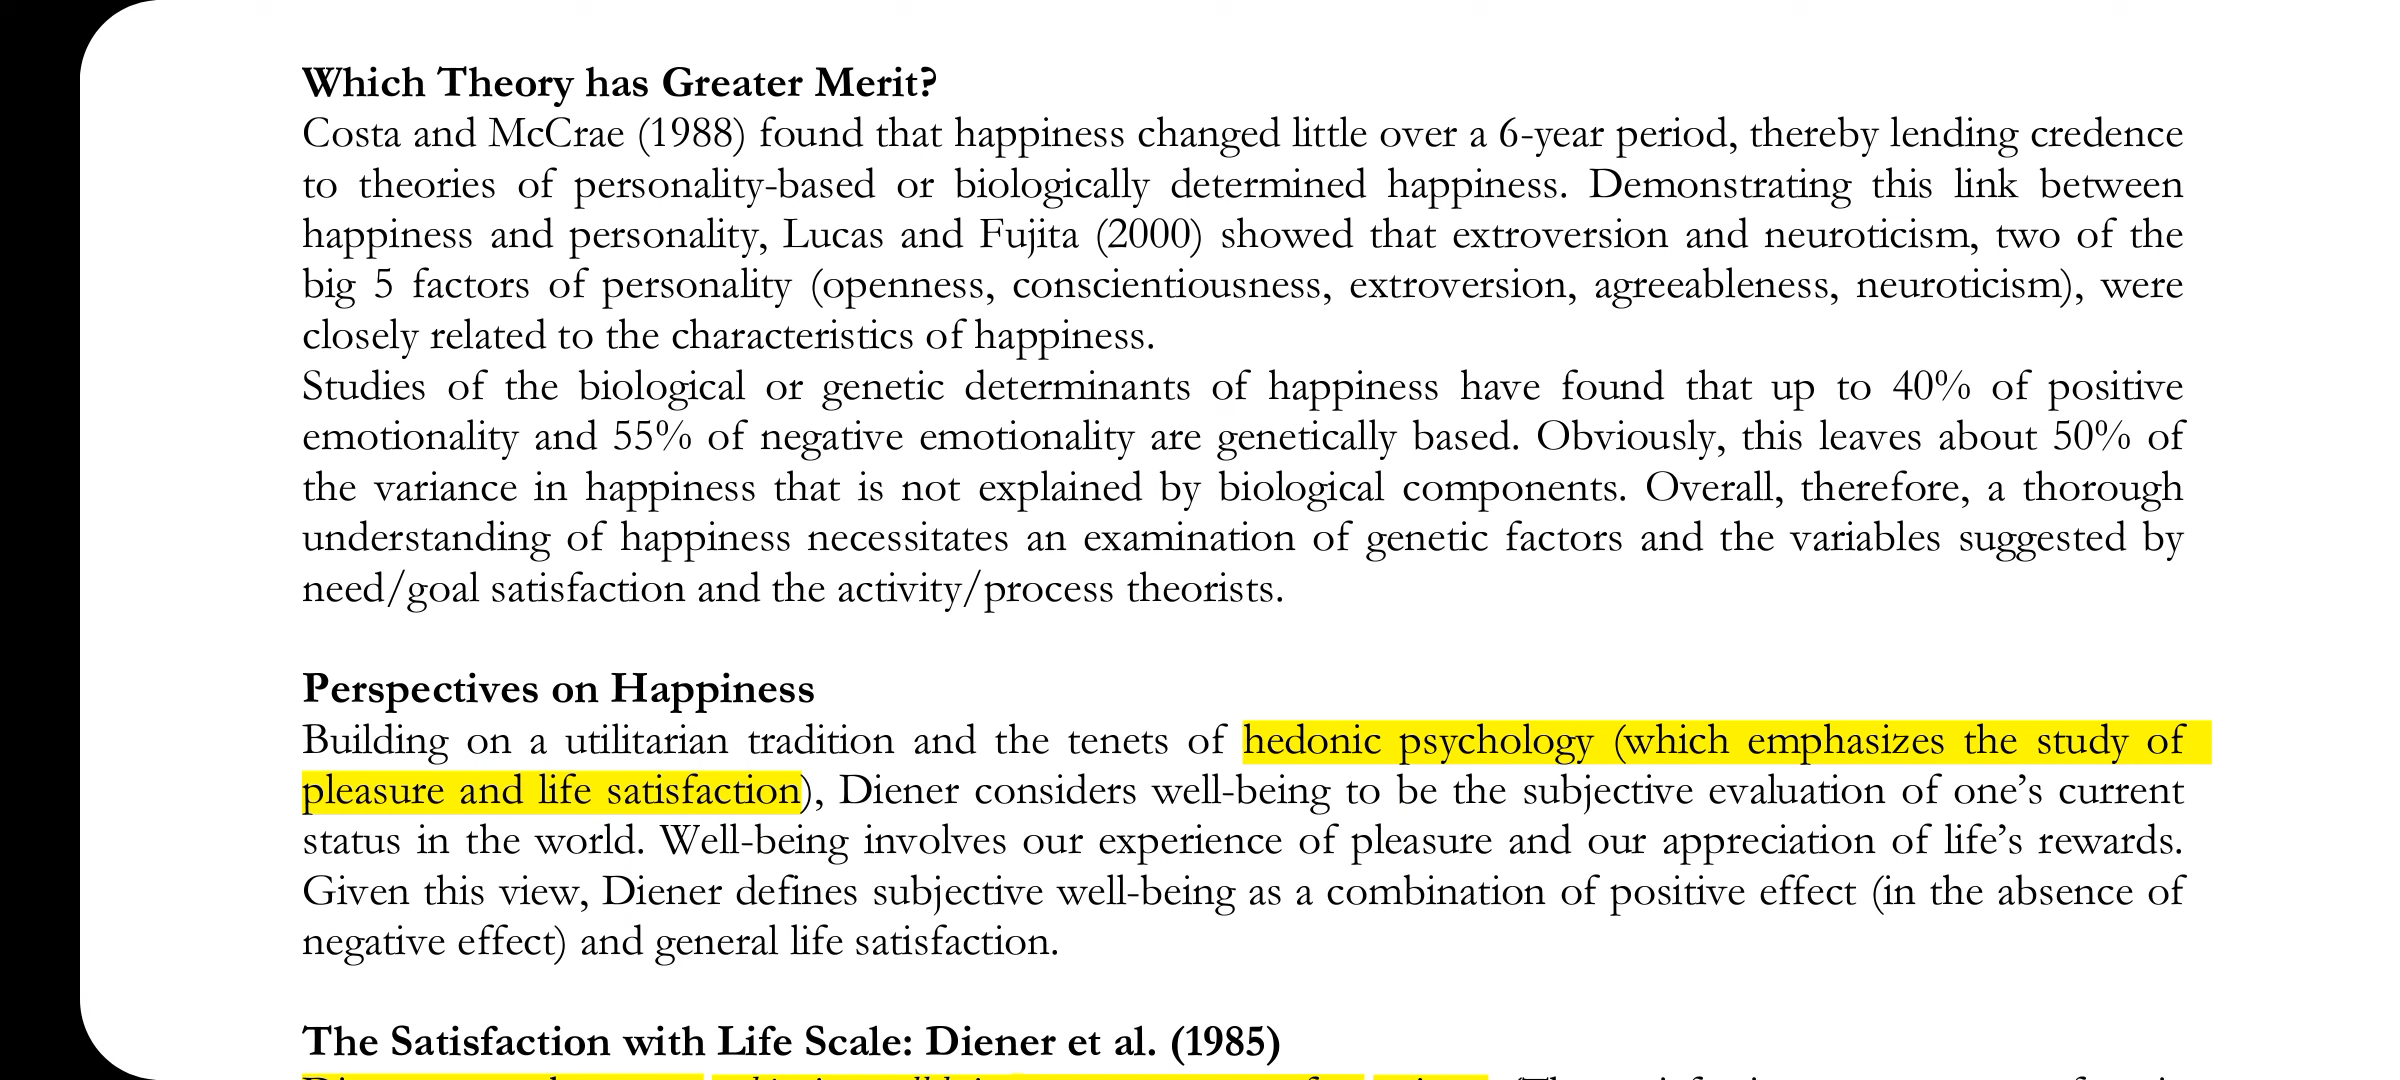 Which Theory has Greater Merit?
Costa and McCrae (1988) found that happiness changed little over a 6-year period, thereby lending credence
to theories of personality-based or biologically determined happiness. Demonstrating this link between
happiness and personality, Lucas and Fujita (2000) showed that extroversion and neuroticism, two of the
big 5 factors of personality (openness, conscientiousness, extroversion, agreeableness, neuroticism), were
closely related to the characteristics of happiness.
Studies of the biological or genetic determinants of happiness have found that up to 40% of positive
emotionality and 55% of negative emotionality are genetically based. Obviously, this leaves about 50% of
the variance in happiness that is not explained by biological components. Overall, therefore, a thorough
understanding of happiness necessitates an examination of genetic factors and the variables suggested by
need/goal satisfaction and the activity/process theorists.
Perspectives on Happiness
Building on a utilitarian tradition and the tenets of hedonic psychology (which emphasizes the study of
pleasure and life satisfaction), Diener considers well-being to be the subjective evaluation of one’s current
status in the world. Well-being involves our experience of pleasure and our appreciation of life’s rewards.
Given this view, Diener defines subjective well-being as a combination of positive effect (in the absence of
negative effect) and general life satisfaction.
The Satisfaction with Life Scale: Diener et al. (1985)